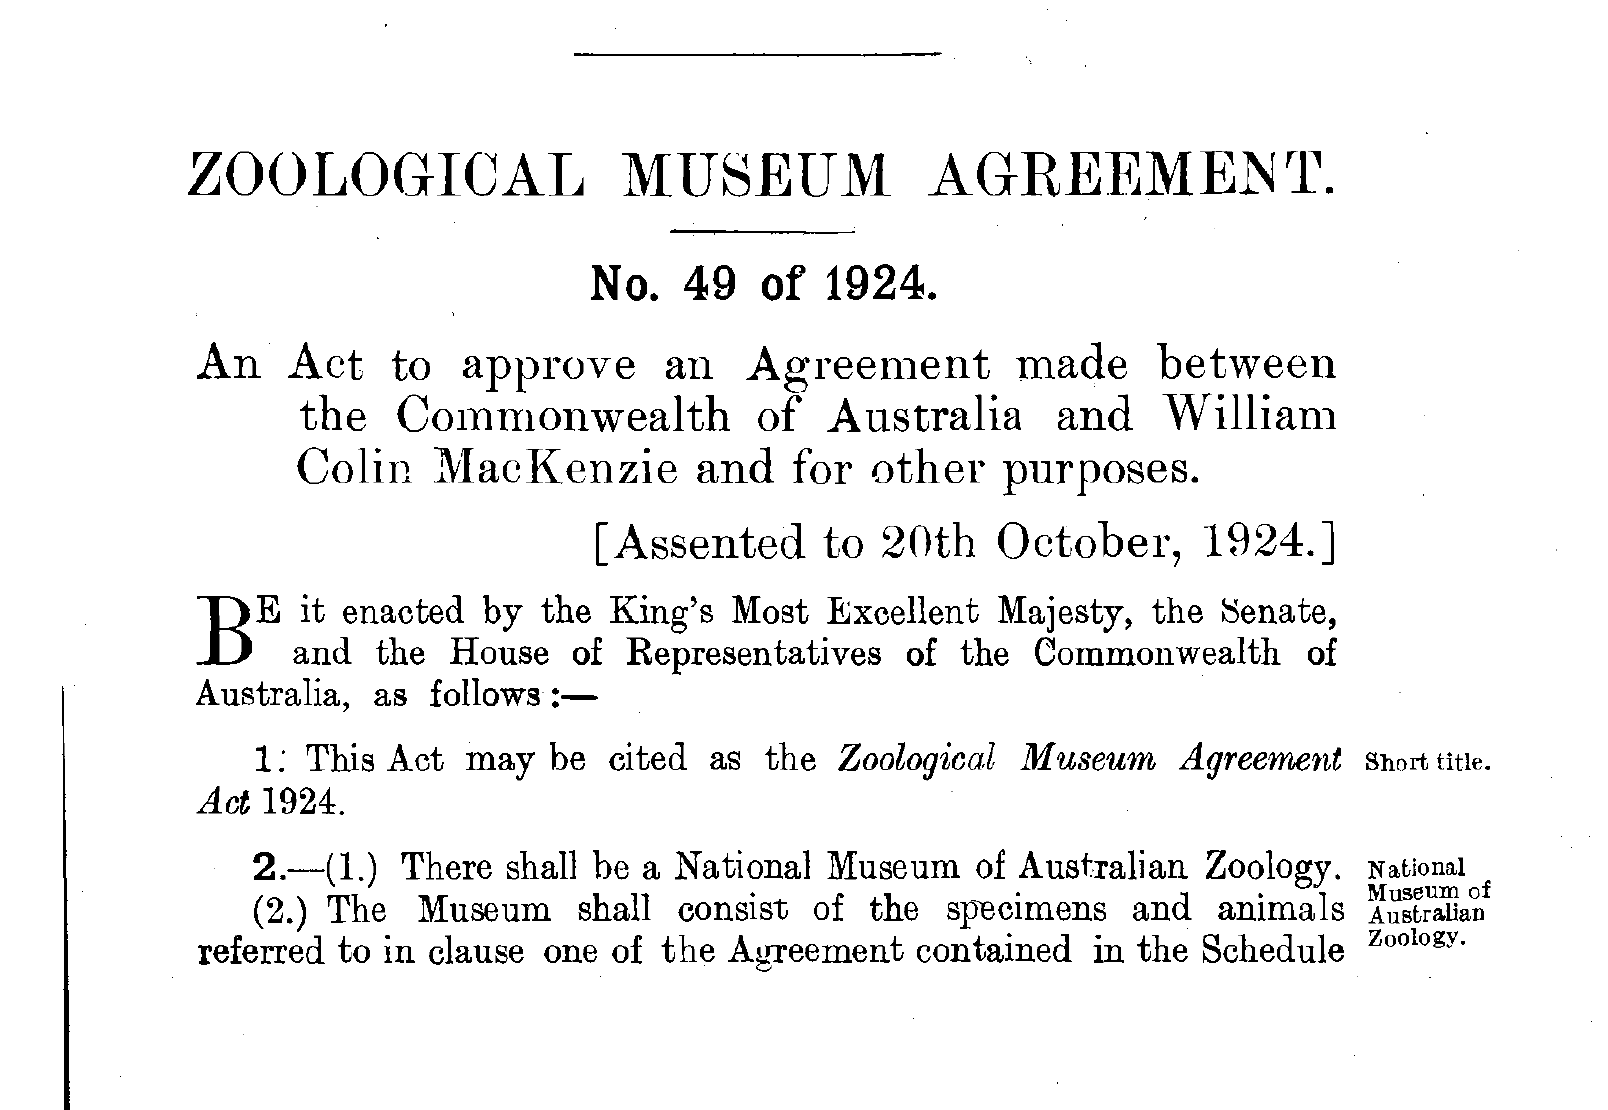 ZOOLOGICAL MUSEUM AGREEMENT.
No. 49 of 1924.
An Act to approve an Agreement made between
the Commonwealth of Australia and William
Colin MacKenzie and for other purposes.
[Assented to 20th October, 1924.]
BE it enacted by the King's Most Excellent Majesty, the Senate,
and the House of Representatives of the Commonwealth of
Australia, as follows :—
1. This Act may be cited as the Zoological Museum Agreement
Act 1924.
Short title.
2.—(1.) There shall be a National Museum of Australian Zoology.
(2.) The Museum shall consist of the specimens and animals
referred to in clause one of the Agreement contained in the Schedule
National
Museum of
Australian
Zoology.